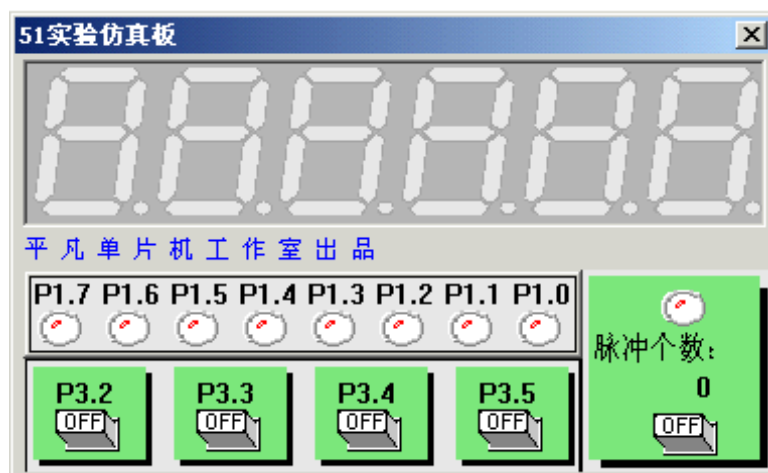 51实验仿真板
平凡单片机工作室出品
P1.7 P1.6 P1.5 P1.4 P1.3 P1.2 P1.1 P1.0
脉冲个数:
0
P3.2 P3.3 P3.4 P3.5
OFF OFF OFF OFF OFF